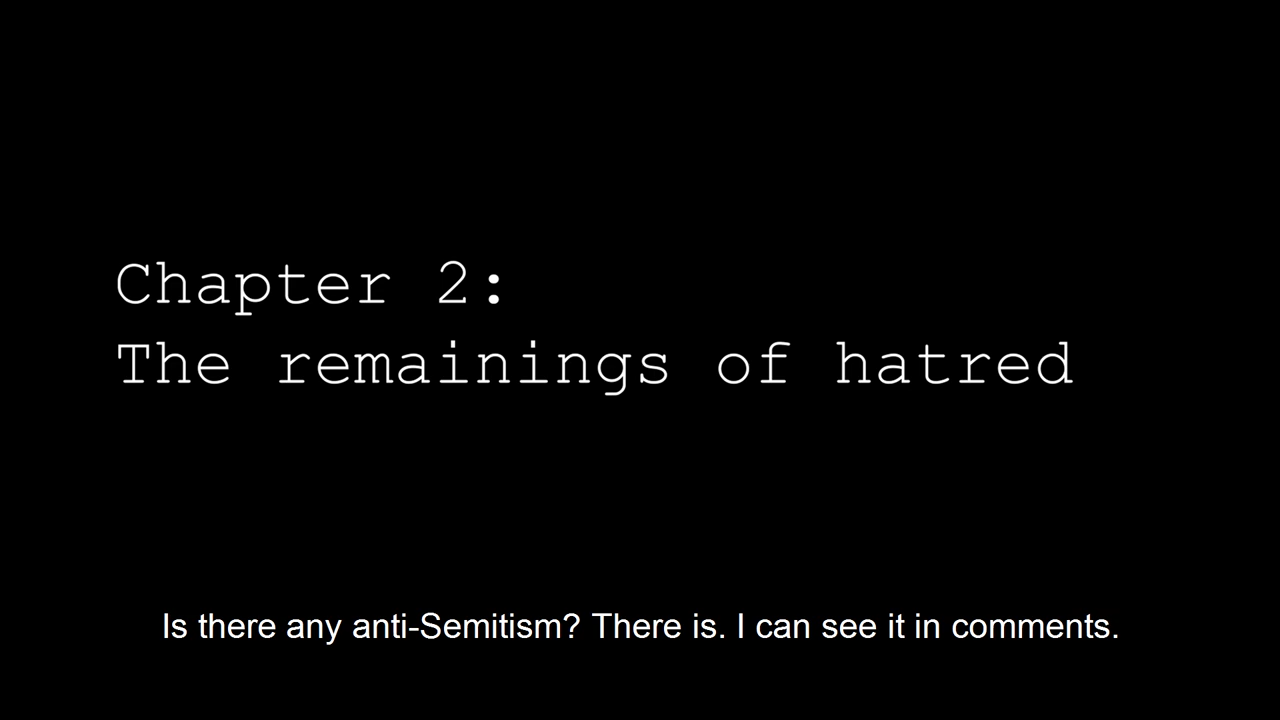 Chapter 2:
The remainings of hatred
Is there any anti-Semitism? There is. I can see it in comments.